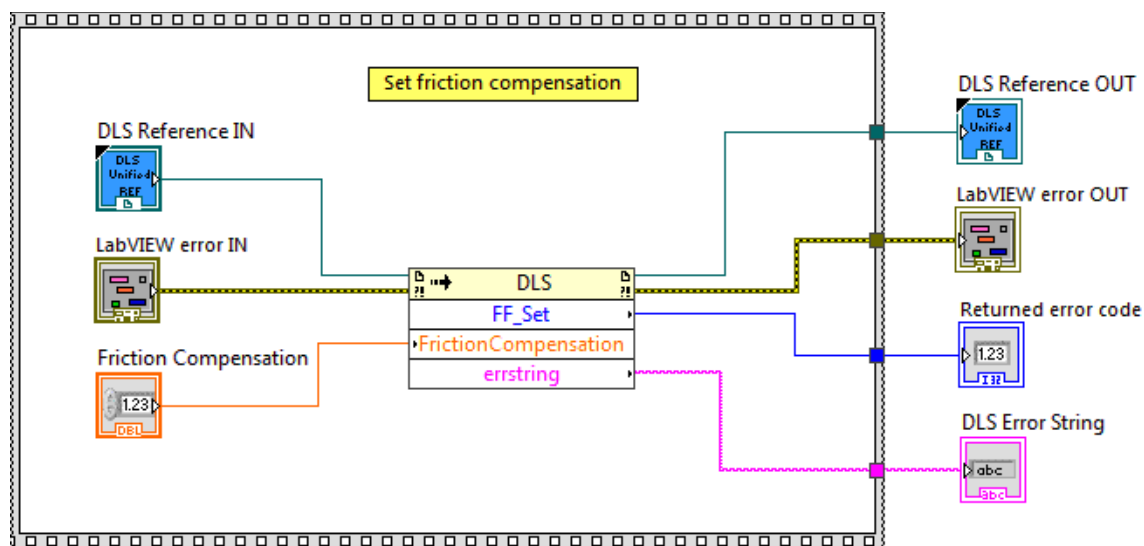 Set friction compensation
DLS Reference IN
DLS
Unified
REF
LabVIEW error IN
Friction Compensation
1.23
DBL
?!
DLS
?!
FF_Set
FrictionCompensation
errstring
DLS Reference OUT
DLS
Unified
REF
LabVIEW error OUT
Returned error code
1.23
I32
DLS Error String
abc
abc